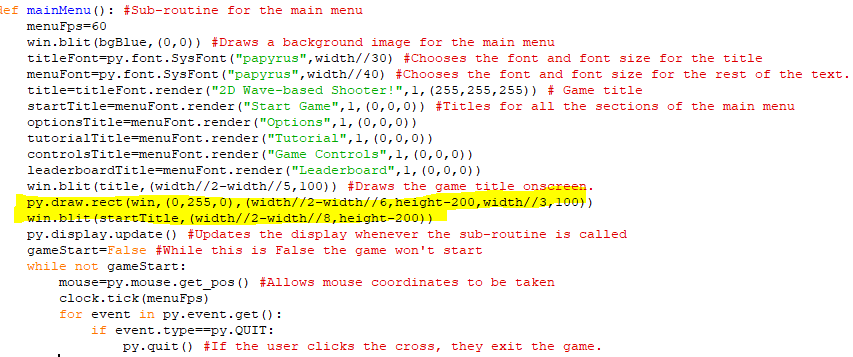 def mainMenu(): #Sub-routine for the main menu
    menuFps=60
    win.blit(bgBlue,(0,0)) #Draws a background image for the main menu
    titleFont=py.font.SysFont("papyrus",width//30) #Chooses the font and font size for the title
    menuFont=py.font.SysFont("papyrus",width//40) #Chooses the font and font size for the rest of the text.
    title=titleFont.render("2D Wave-based Shooter!",1,(255,255,255)) # Game title
    startTitle=menuFont.render("Start Game",1,(0,0,0)) #Titles for all the sections of the main menu
    optionsTitle=menuFont.render("Options",1,(0,0,0))
    tutorialTitle=menuFont.render("Tutorial",1,(0,0,0))
    controlsTitle=menuFont.render("Game Controls",1,(0,0,0))
    leaderboardTitle=menuFont.render("Leaderboard",1,(0,0,0))
    win.blit(title,(width//2-width//5,100)) #Draws the game title onscreen.
    py.draw.rect(win,(0,255,0),(width//2-width//6,height-200,width//3,100))
    win.blit(startTitle,(width//2-width//8,height-200))
    py.display.update() #Updates the display whenever the sub-routine is called
    gameStart=False #While this is False the game won't start
    while not gameStart:
        mouse=py.mouse.get_pos() #Allows mouse coordinates to be taken
        clock.tick(menuFps)
        for event in py.event.get():
            if event.type==py.QUIT:
                py.quit() #If the user clicks the cross, they exit the game.